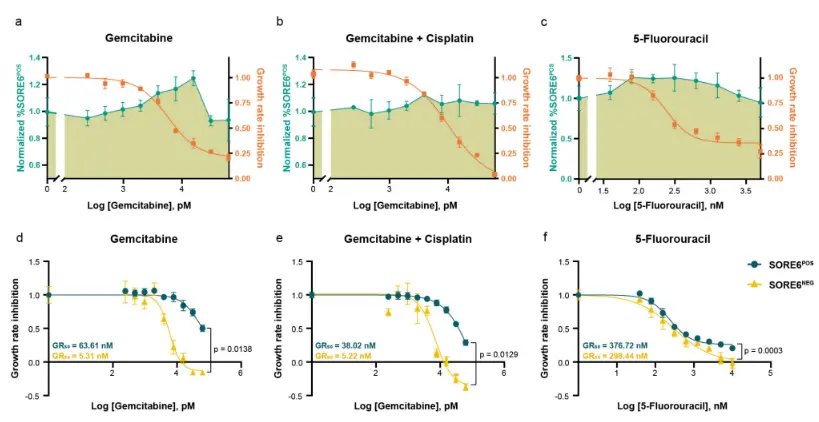 a
Gemcitabine
Normalized %SORE6POS
1.4
1.2
1.0
0.8
0.6
1.00
0.75
0.50
0.25
0.00
Growth rate inhibition
0 2 3 4
Log [Gemcitabine], pM
b
Gemcitabine + Cisplatin
Normalized %SORE6POS
1.4
1.2
1.0
0.8
0.6
1.00
0.75
0.50
0.25
0.00
Growth rate inhibition
0 2 3 4
Log [Gemcitabine], pM
c
5-Fluorouracil
Normalized %SORE6POS
1.5
1.0
0.5
0.0
1.00
0.75
0.50
0.25
0.00
Growth rate inhibition
0 1.5 2.0 2.5 3.0 3.5
Log [5-Fluorouracil], nM
d
Gemcitabine
Growth rate inhibition
1.5
1.0
0.5
0.0
-0.5
GR50 = 63.61 nM
GR50 = 5.31 nM
p = 0.0138
2 4 6
Log [Gemcitabine], pM
e
Gemcitabine + Cisplatin
Growth rate inhibition
1.5
1.0
0.5
0.0
-0.5
GR50 = 38.02 nM
GR50 = 5.22 nM
p = 0.0129
2 4 6
Log [Gemcitabine], pM
f
5-Fluorouracil
Growth rate inhibition
1.5
1.0
0.5
0.0
-0.5
GR50 = 376.72 nM
GR50 = 298.44 nM
p = 0.0003
1 2 3 4 5
Log [5-Fluorouracil], nM
SORE6POS
SORE6NEG